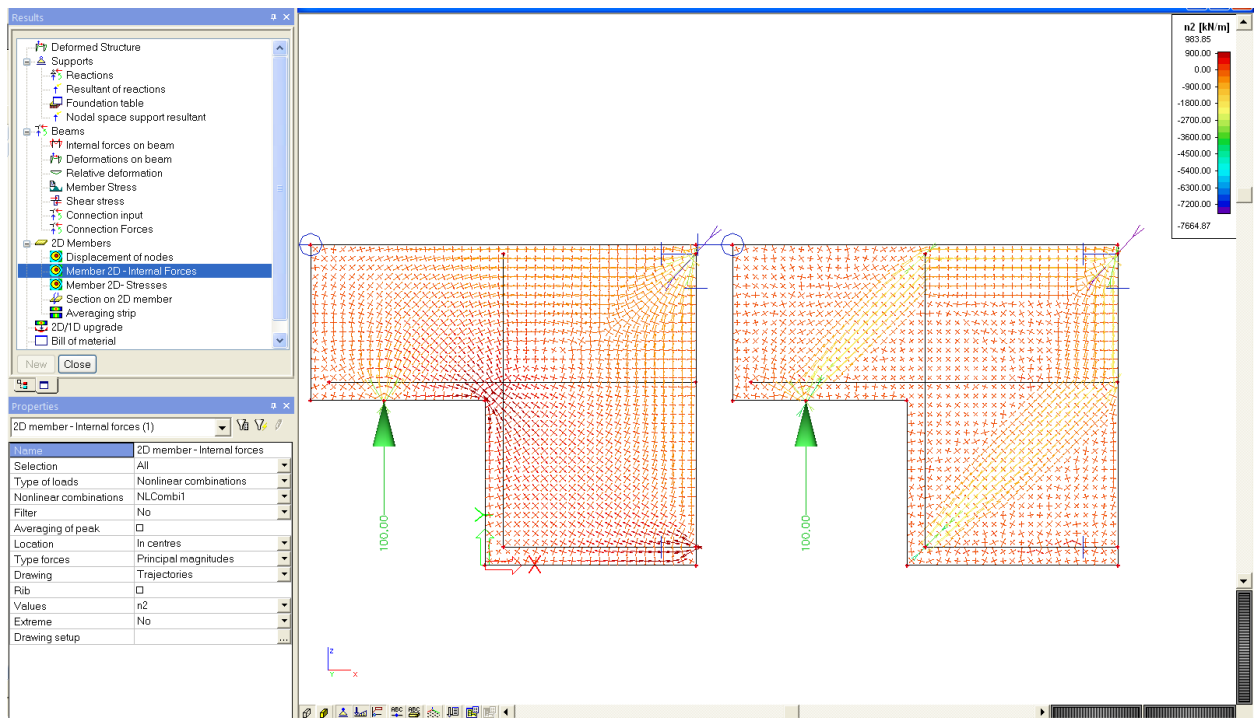 Results
Deformed Structure
Supports
Reactions
Resultant of reactions
Foundation table
Nodal space support resultant
Beams
Internal forces on beam
Deformations on beam
Relative deformation
Member Stress
Shear stress
Connection input
Connection Forces
2D Members
Displacement of nodes
Member 2D - Internal Forces
Member 2D- Stresses
Section on 2D member
Averaging strip
2D/1D upgrade
Bill of material
New Close
Properties
2D member - Internal forces (1)
Name 2D member - Internal forces
Selection All
Type of loads Nonlinear combinations
Nonlinear combinations NLCombi1
Filter No
Averaging of peak
Location In centres
Type forces Principal magnitudes
Drawing Trajectories
Rib
Values n2
Extreme No
Drawing setup ...
n2 [kN/m]
983.85
900.00
0.00
-900.00
-1800.00
-2700.00
-3600.00
-4500.00
-5400.00
-6300.00
-7200.00
-7664.87
100.00
100.00
Y
X
z
Y x
ABC ABC